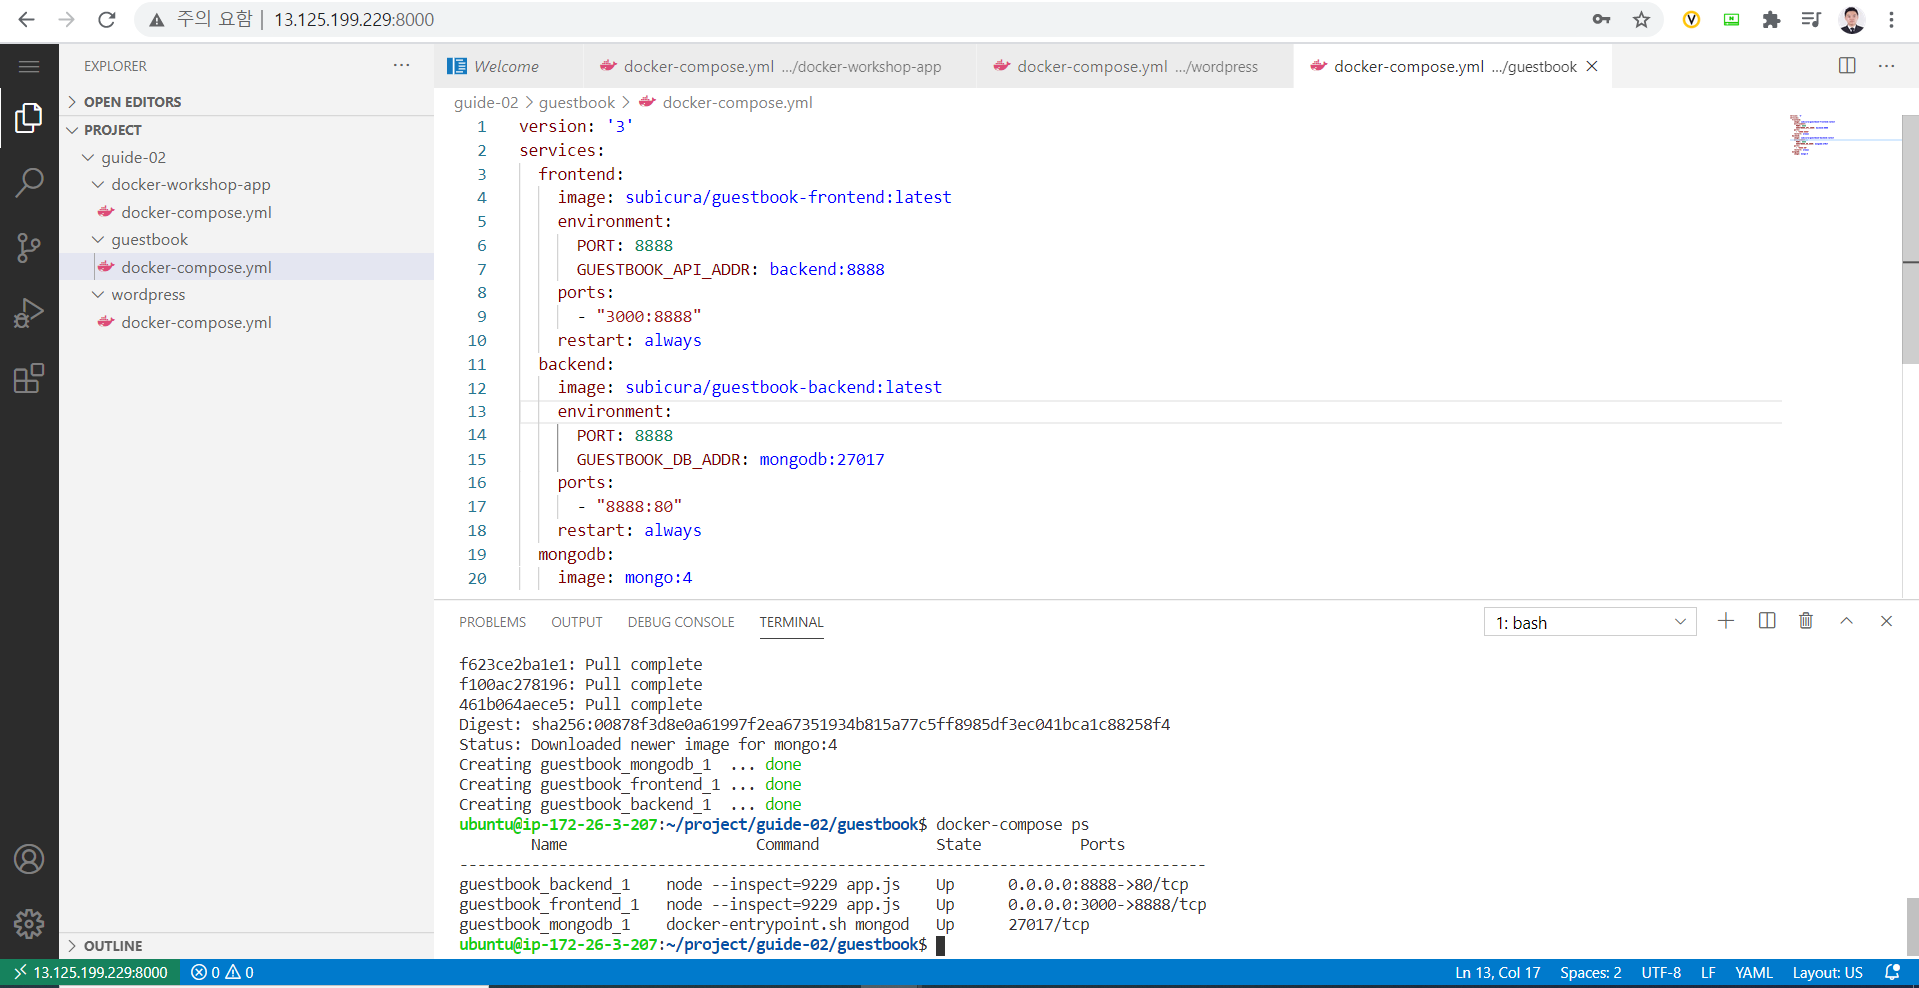 주의 요함 | 13.125.199.229:8000
EXPLORER
OPEN EDITORS
PROJECT
guide-02
docker-workshop-app
docker-compose.yml
guestbook
docker-compose.yml
wordpress
docker-compose.yml
OUTLINE
Welcome
docker-compose.yml .../docker-workshop-app
docker-compose.yml .../wordpress
docker-compose.yml .../guestbook
guide-02 > guestbook > docker-compose.yml
1 version: '3'
2 services:
3 frontend:
4 image: subicura/guestbook-frontend:latest
5 environment:
6 PORT: 8888
7 GUESTBOOK_API_ADDR: backend:8888
8 ports:
9 - "3000:8888"
10 restart: always
11 backend:
12 image: subicura/guestbook-backend:latest
13 environment:
14 PORT: 8888
15 GUESTBOOK_DB_ADDR: mongodb:27017
16 ports:
17 - "8888:80"
18 restart: always
19 mongodb:
20 image: mongo:4
PROBLEMS OUTPUT DEBUG CONSOLE TERMINAL
1: bash
f623ce2ba1e1: Pull complete
f100ac278196: Pull complete
461b064aece5: Pull complete
Digest: sha256:00878f3d8e0a61997f2ea67351934b815a77c5ff8985df3ec041bca1c88258f4
Status: Downloaded newer image for mongo:4
Creating guestbook_mongodb_1 ... done
Creating guestbook_frontend_1 ... done
Creating guestbook_backend_1 ... done
ubuntu@ip-172-26-3-207:~/project/guide-02/guestbook$ docker-compose ps
Name Command State Ports
-----------------------------------------------------------------------------------
guestbook_backend_1 node --inspect=9229 app.js Up 0.0.0.0:8888->80/tcp
guestbook_frontend_1 node --inspect=9229 app.js Up 0.0.0.0:3000->8888/tcp
guestbook_mongodb_1 docker-entrypoint.sh mongod Up 27017/tcp
ubuntu@ip-172-26-3-207:~/project/guide-02/guestbook$
13.125.199.229:8000 0 0 Ln 13, Col 17 Spaces: 2 UTF-8 LF YAML Layout: US